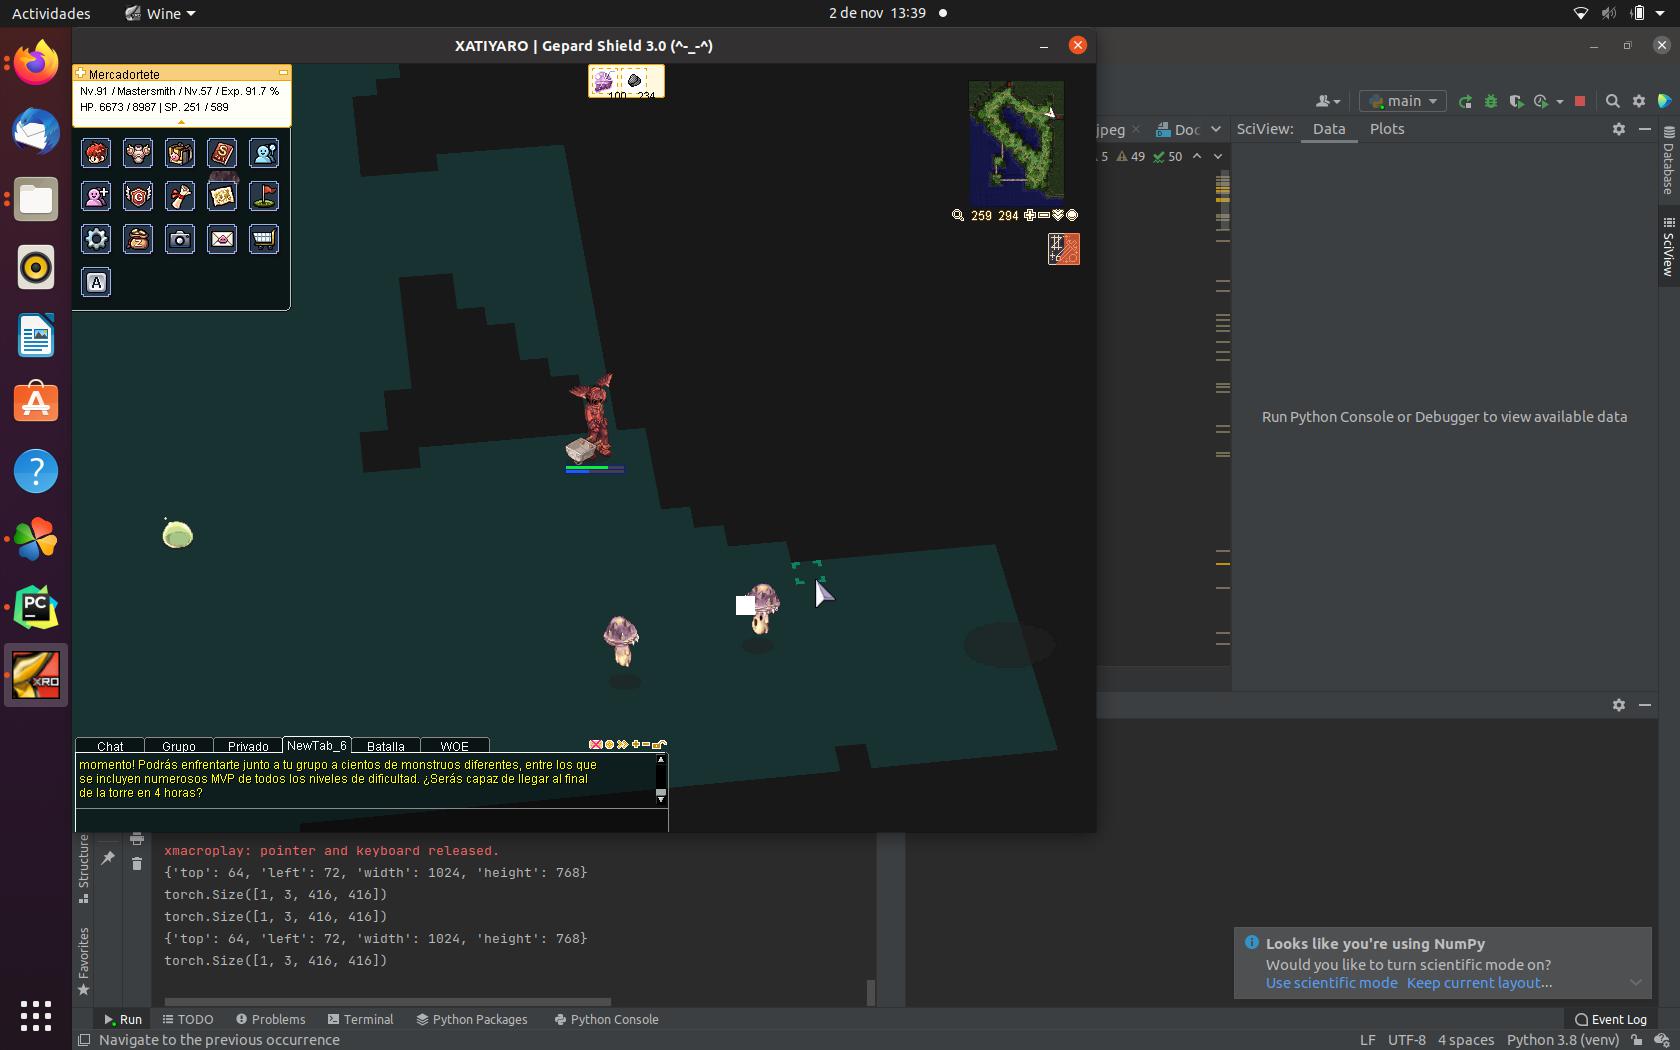 Actividades
Wine
2 de nov 13:39
XATIYARO | Gepard Shield 3.0 (^-_-^)
Mercadortete
Nv.91 / Mastersmith / Nv.57 / Exp. 91.7 %
HP. 6673 / 8987 | SP. 251 / 589
100 234
259 294
A
main
jpeg
Doc
SciView:
Data
Plots
5
49
50
Database
SciView
Run Python Console or Debugger to view available data
PC
XRO
Chat
Grupo
Privado
NewTab_6
Batalla
WOE
momento! Podrás enfrentarte junto a tu grupo a cientos de monstruos diferentes, entre los que
se incluyen numerosos MVP de todos los niveles de dificultad. ¿Serás capaz de llegar al final
de la torre en 4 horas?
Structure
Favorites
xmacroplay: pointer and keyboard released.
{'top': 64, 'left': 72, 'width': 1024, 'height': 768}
torch.Size([1, 3, 416, 416])
torch.Size([1, 3, 416, 416])
{'top': 64, 'left': 72, 'width': 1024, 'height': 768}
torch.Size([1, 3, 416, 416])
Looks like you're using NumPy
Would you like to turn scientific mode on?
Use scientific mode Keep current layout...
Run
TODO
Problems
Terminal
Python Packages
Python Console
Event Log
Navigate to the previous occurrence
LF UTF-8 4 spaces Python 3.8 (venv)